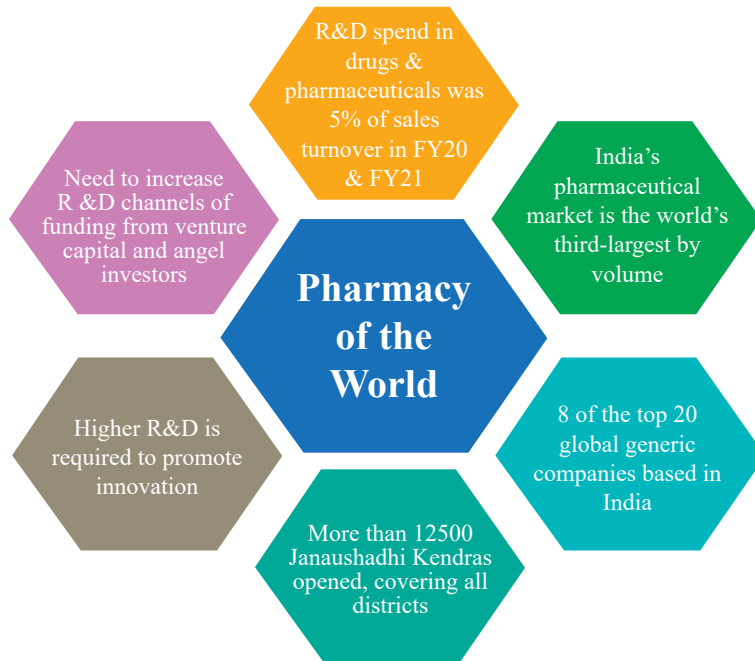 R&D spend in
drugs &
pharmaceuticals was
5% of sales
turnover in FY20
& FY21
Need to increase
R &D channels of
funding from venture
capital and angel
investors
India’s
pharmaceutical
market is the world’s
third-largest by
volume
Pharmacy
of the
World
Higher R&D is
required to promote
innovation
8 of the top 20
global generic
companies based in
India
More than 12500
Janaushadhi Kendras
opened, covering all
districts